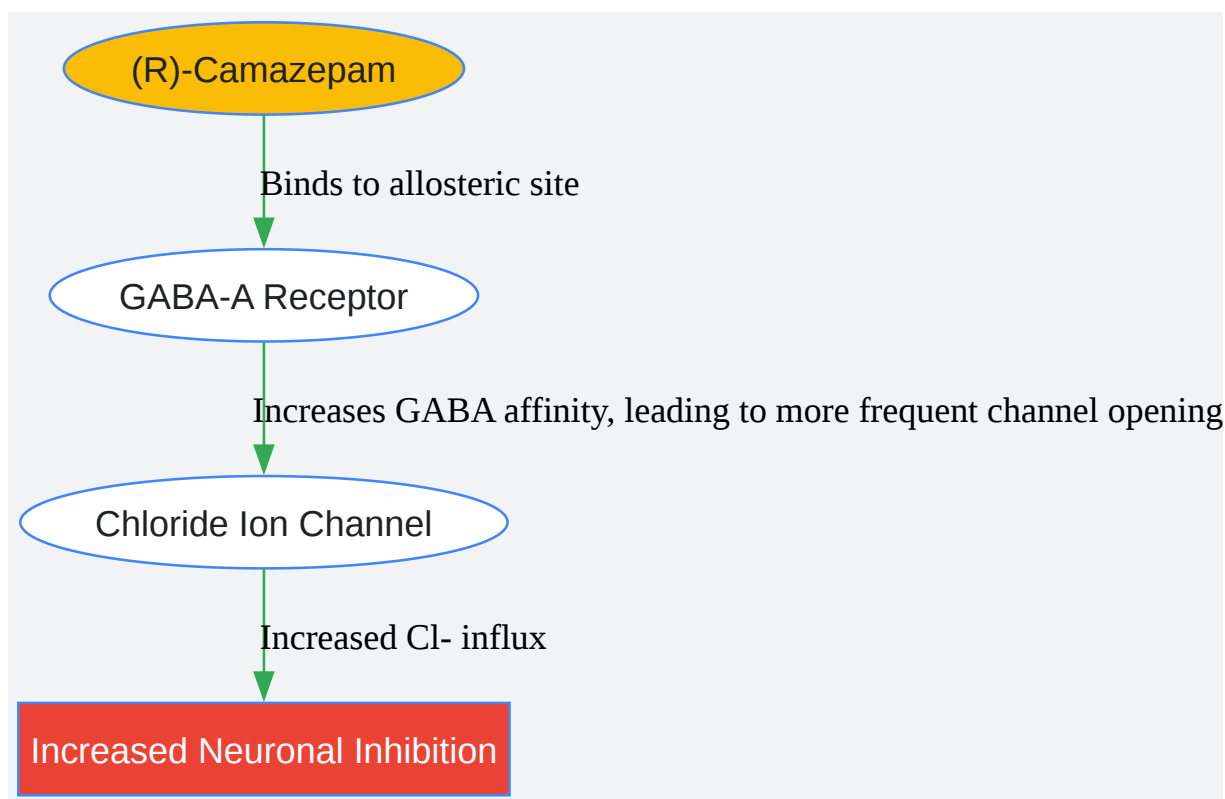 (R)-Camazepam
Binds to allosteric site
GABA-A Receptor
Increases GABA affinity, leading to more frequent channel opening
Chloride Ion Channel
Increased Cl- influx
Increased Neuronal Inhibition